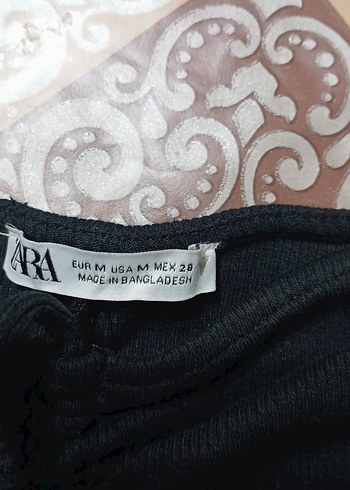 ZARA
EUR M USA M MEX 28
MADE IN BANGLADESH